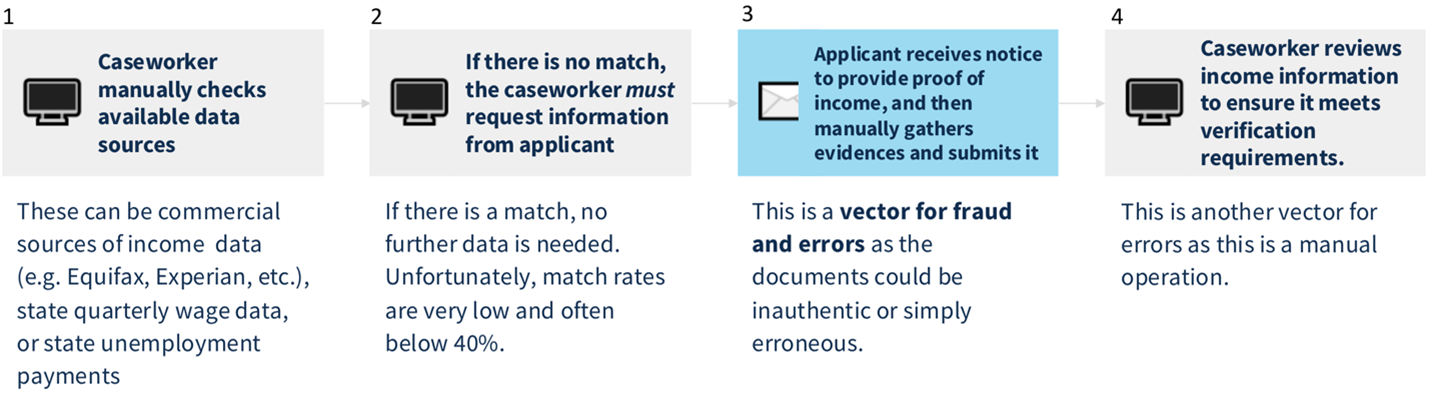 1
Caseworker
manually checks
available data
sources
These can be commercial
sources of income data
(e.g. Equifax, Experian, etc.),
state quarterly wage data,
or state unemployment
payments
2
If there is no match,
the caseworker must
request information
from applicant
If there is a match, no
further data is needed.
Unfortunately, match rates
are very low and often
below 40%.
3
Applicant receives notice
to provide proof of
income, and then
manually gathers
evidences and submits it
This is a vector for fraud
and errors as the
documents could be
inauthentic or simply
erroneous.
4
Caseworker reviews
income information
to ensure it meets
verification
requirements.
This is another vector for
errors as this is a manual
operation.